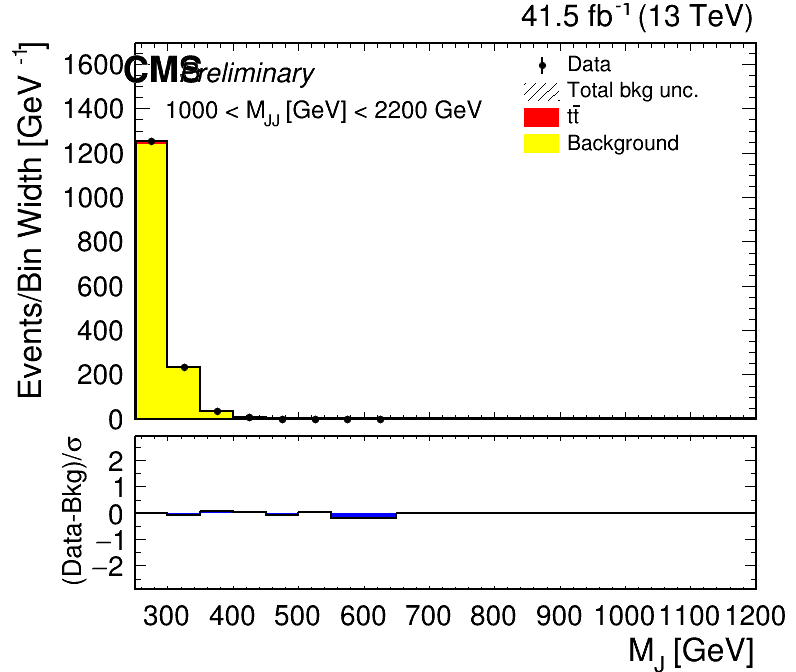 41.5 fb⁻¹ (13 TeV)
CMS Preliminary
1000 < M_JJ [GeV] < 2200 GeV
Data
Total bkg unc.
tt̄
Background
Events/Bin Width [GeV⁻¹]
1600
1400
1200
1000
800
600
400
200
0
(Data-Bkg)/σ
2
1
0
−1
−2
300 400 500 600 700 800 900 1000 1100 1200
M_J [GeV]